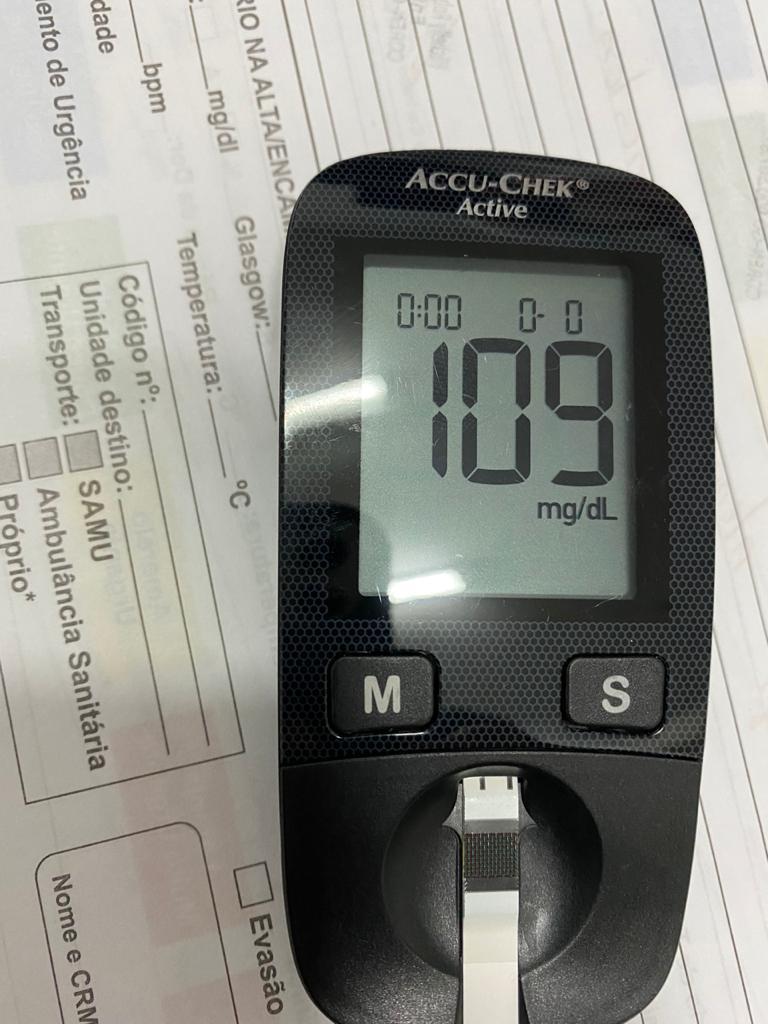 ACCU-CHEK®
Active
0:00 0-0
109
mg/dL
M S
RIO NA ALTA/ENCA
mg/dl Glasgow:
bpm Temperatura: ºC
dade
ento de Urgência
Código nº:
Unidade destino:
Transporte: SAMU
Ambulância Sanitária
Próprio*
Evasão
Nome e CRM